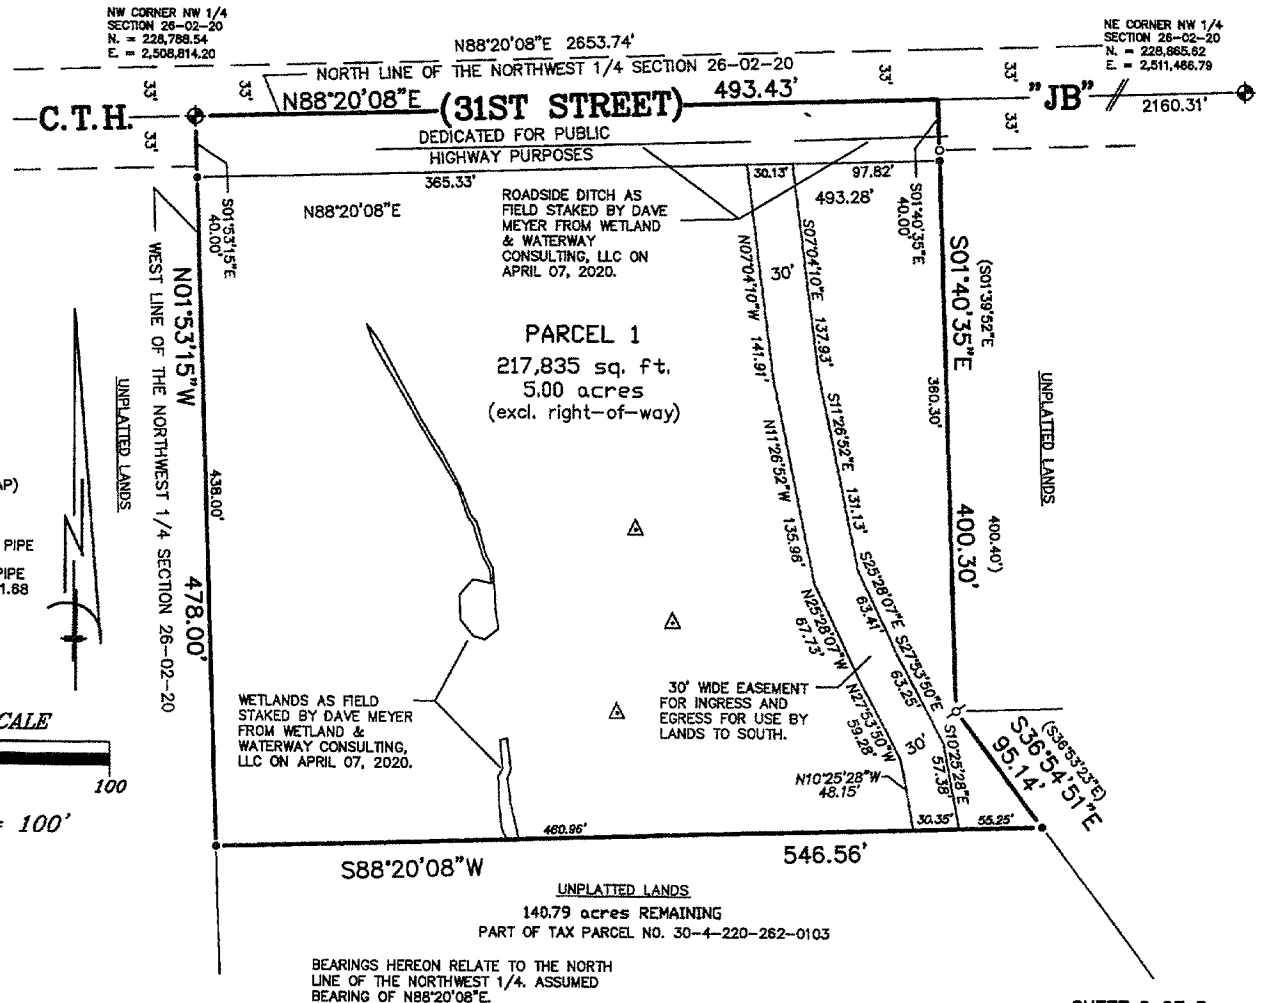 NW CORNER NW 1/4
SECTION 26-02-20
N. = 228,788.54
E. = 2,508,814.20
N88°20'08"E 2653.74'
NORTH LINE OF THE NORTHWEST 1/4 SECTION 26-02-20
NE CORNER NW 1/4
SECTION 26-02-20
N. = 228,865.62
E. = 2,511,466.79
33'
33'
33'
33'
C.T.H.
N88°20'08"E
(31ST STREET)
493.43'
"JB"
2160.31'
33'
33'
DEDICATED FOR PUBLIC
HIGHWAY PURPOSES
365.33'
30.13'
97.82'
493.28'
N88°20'08"E
S01°53'15"E
40.00'
S01°40'35"E
40.00'
ROADSIDE DITCH AS
FIELD STAKED BY DAVE
MEYER FROM WETLAND
& WATERWAY
CONSULTING, LLC ON
APRIL 07, 2020.
N01°53'15"W
478.00'
438.00'
WEST LINE OF THE NORTHWEST 1/4 SECTION 26-02-20
UNPLATTED LANDS
PARCEL 1
217,835 sq. ft.
5.00 acres
(excl. right-of-way)
30'
N07°04'10"W 141.91'
S07°04'10"E 137.93'
N11°26'52"W 135.96'
S11°26'52"E 131.13'
N25°28'07"W
67.73'
S25°28'07"E
63.41'
N27°53'50"W
59.28'
S27°53'50"E
63.25'
N10°25'28"W
48.15'
S10°25'28"E
57.38'
30'
S01°40'35"E
(S01°39'52"E
360.30'
400.30'
400.40')
UNPLATTED LANDS
S36°54'51"E
(S36°53'23"E)
95.14'
AP)
PIPE
PIPE
1.68
CALE
100
= 100'
WETLANDS AS FIELD
STAKED BY DAVE MEYER
FROM WETLAND &
WATERWAY CONSULTING,
LLC ON APRIL 07, 2020.
30' WIDE EASEMENT
FOR INGRESS AND
EGRESS FOR USE BY
LANDS TO SOUTH.
460.96'
30.35'
55.25'
S88°20'08"W
546.56'
UNPLATTED LANDS
140.79 acres REMAINING
PART OF TAX PARCEL NO. 30-4-220-262-0103
BEARINGS HEREON RELATE TO THE NORTH
LINE OF THE NORTHWEST 1/4. ASSUMED
BEARING OF N88°20'08"E.